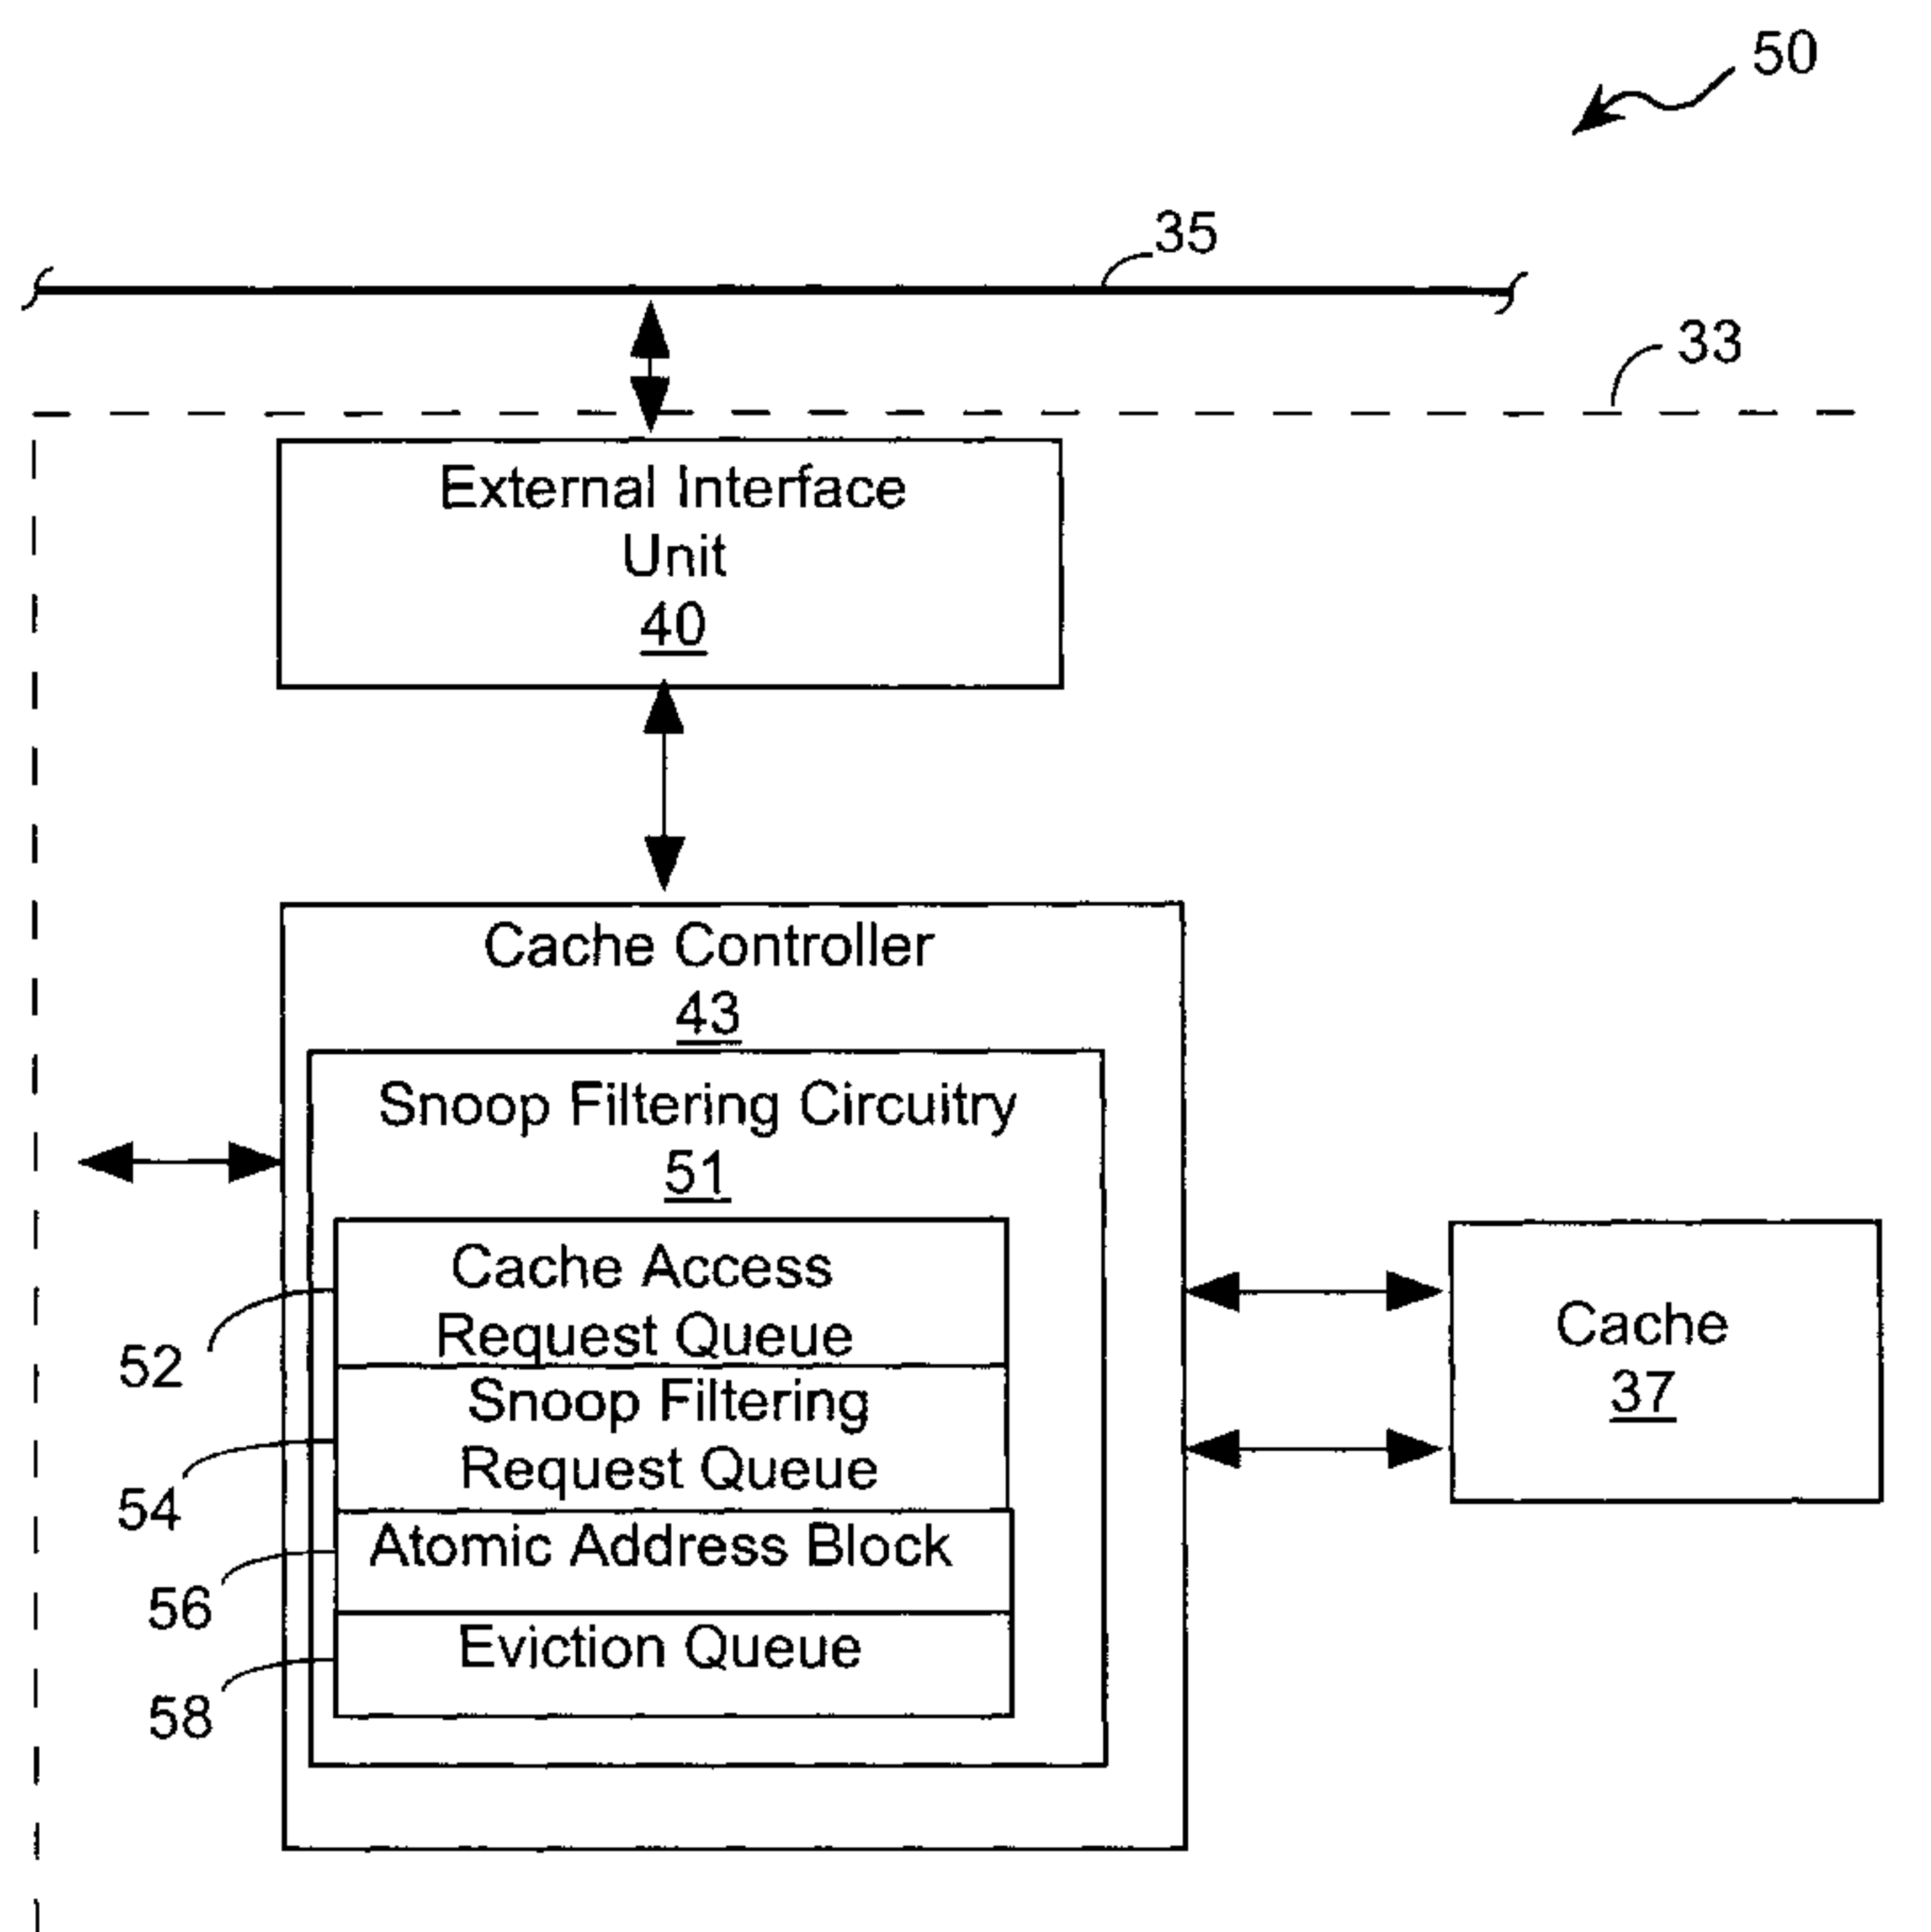 50
35
33
External Interface
Unit
40
Cache Controller
43
Snoop Filtering Circuitry
51
Cache Access
Request Queue
52
Snoop Filtering
Request Queue
54
Atomic Address Block
56
Eviction Queue
58
Cache
37